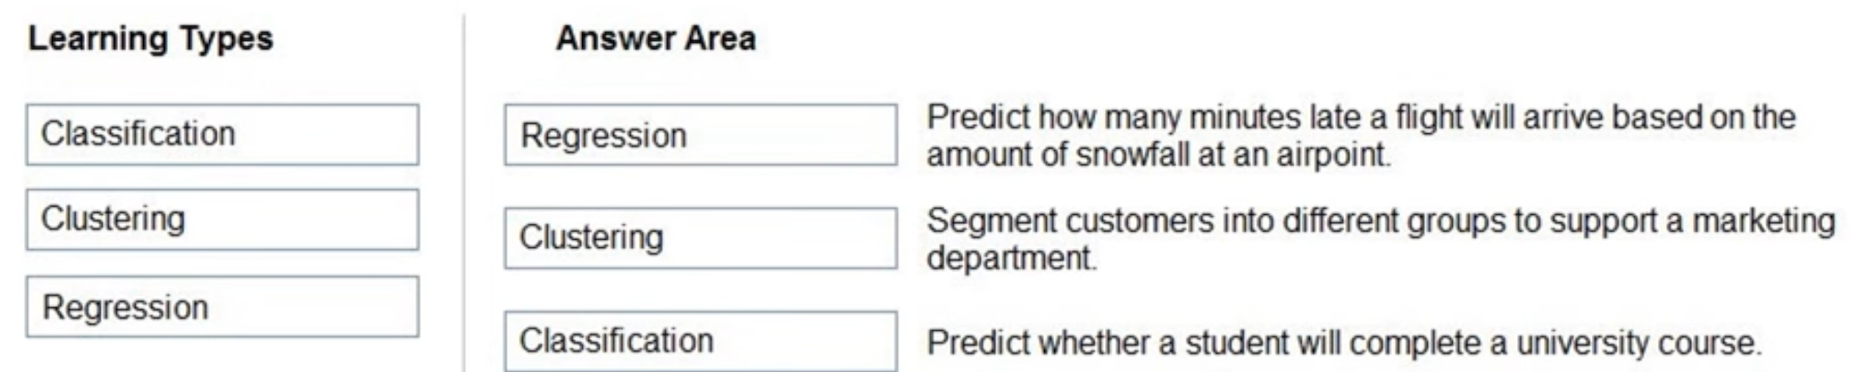 Learning Types
Answer Area
Classification
Clustering
Regression
Regression
Predict how many minutes late a flight will arrive based on the
amount of snowfall at an airpoint.
Clustering
Segment customers into different groups to support a marketing
department.
Classification
Predict whether a student will complete a university course.